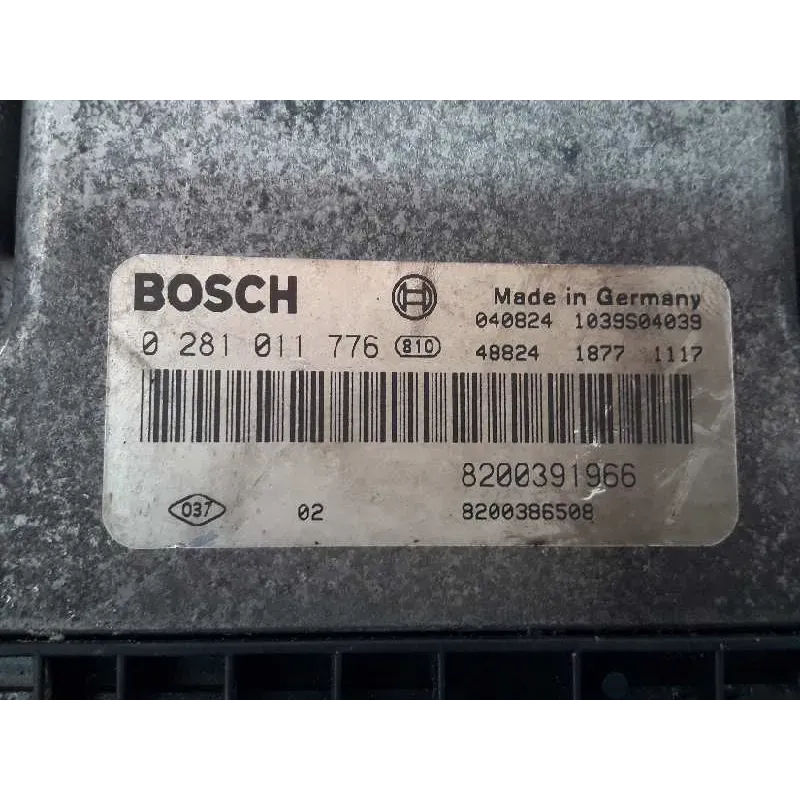 BOSCH Made in Germany
040824 1039S04039
0 281 011 776 810
48824 1877 1117
8200391966
037 02 8200386508